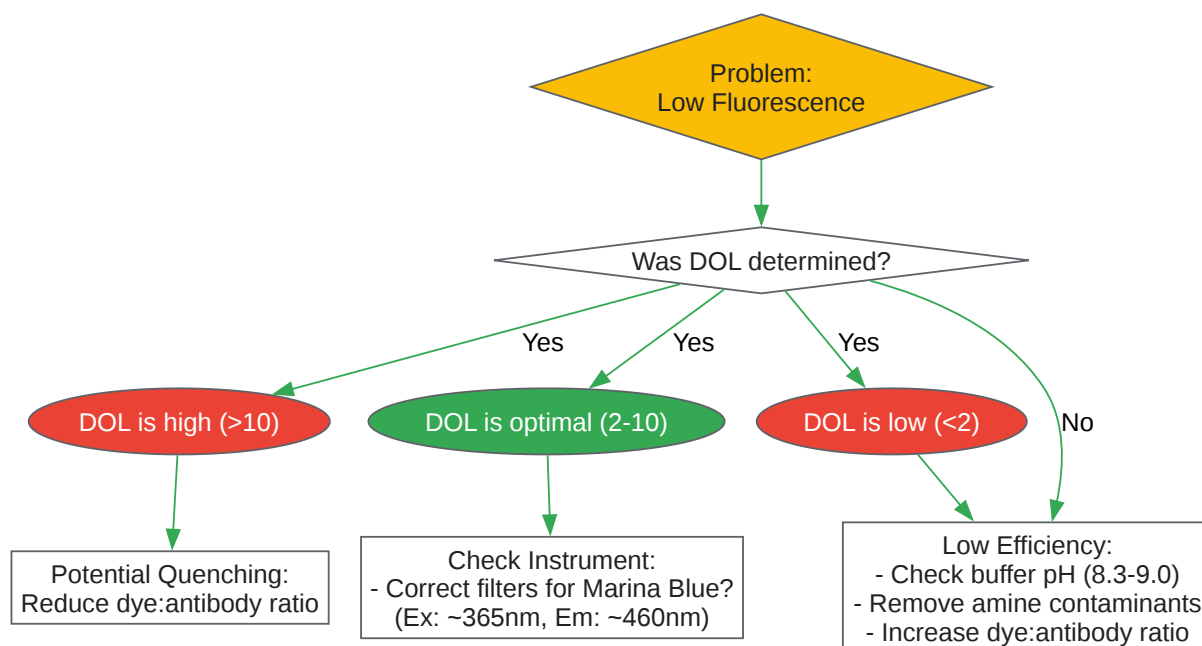 Problem:
Low Fluorescence
Was DOL determined?
Yes
Yes
Yes
No
DOL is high (>10)
DOL is optimal (2-10)
DOL is low (<2)
Potential Quenching:
Reduce dye:antibody ratio
Check Instrument:
- Correct filters for Marina Blue?
(Ex: ~365nm, Em: ~460nm)
Low Efficiency:
- Check buffer pH (8.3-9.0)
- Remove amine contaminants
- Increase dye:antibody ratio